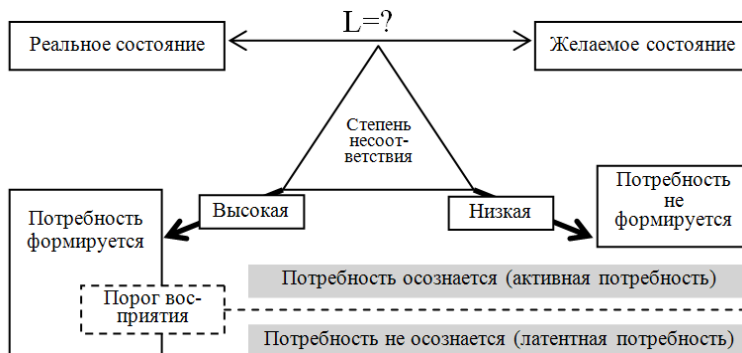 L=?
Реальное состояние
Желаемое состояние
Степень
несоот-
ветствия
Высокая
Низкая
Потребность
не
формируется
Потребность
формируется
Порог вос-
приятия
Потребность осознается (активная потребность)
Потребность не осознается (латентная потребность)